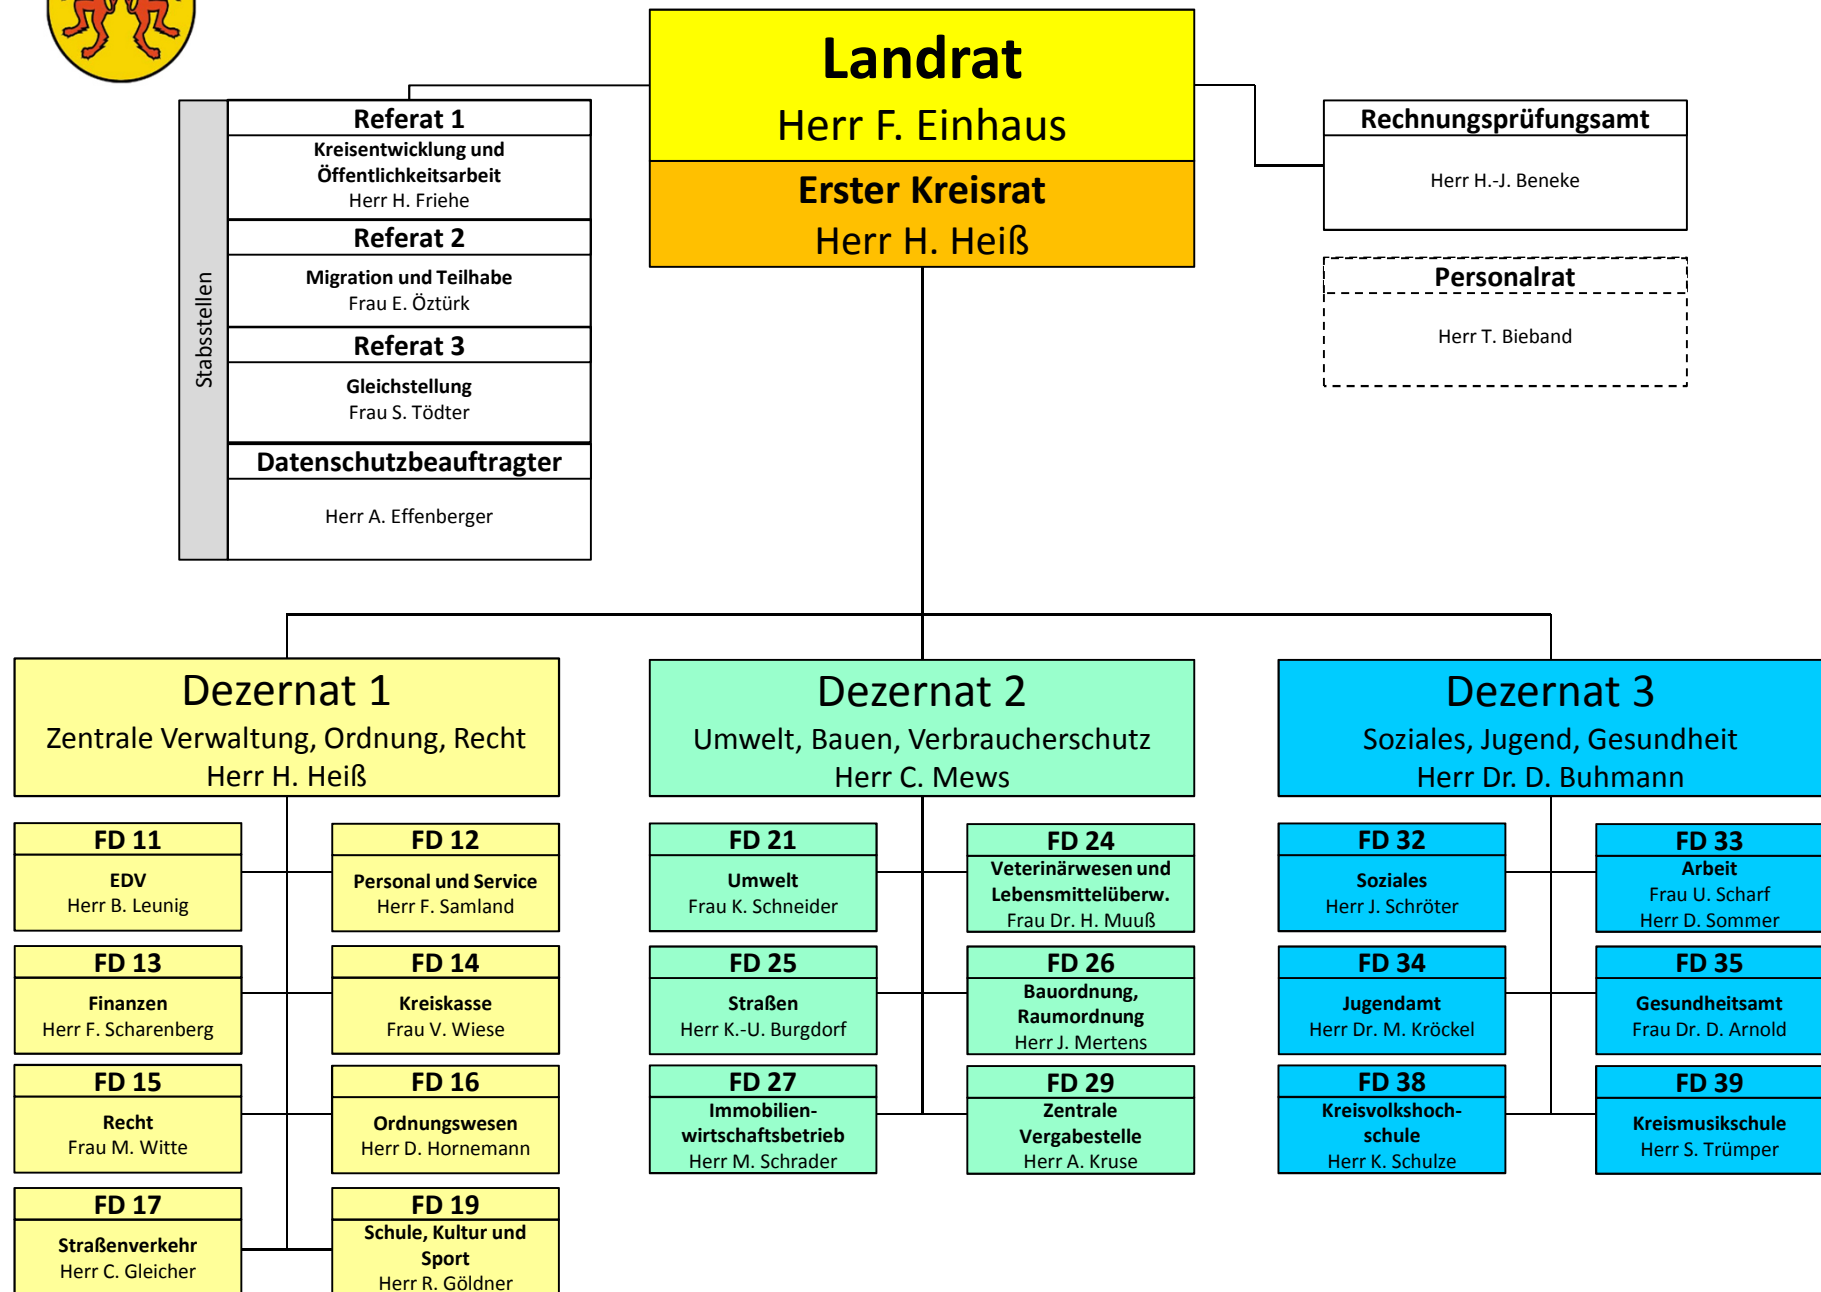 Landrat
Herr F. Einhaus
Erster Kreisrat
Herr H. Heiß
Stabsstellen
Referat 1
Kreisentwicklung und
Öffentlichkeitsarbeit
Herr H. Friehe
Referat 2
Migration und Teilhabe
Frau E. Öztürk
Referat 3
Gleichstellung
Frau S. Tödter
Datenschutzbeauftragter
Herr A. Effenberger
Rechnungsprüfungsamt
Herr H.-J. Beneke
Personalrat
Herr T. Bieband
Dezernat 1
Zentrale Verwaltung, Ordnung, Recht
Herr H. Heiß
FD 11
EDV
Herr B. Leunig
FD 12
Personal und Service
Herr F. Samland
FD 13
Finanzen
Herr F. Scharenberg
FD 14
Kreiskasse
Frau V. Wiese
FD 15
Recht
Frau M. Witte
FD 16
Ordnungswesen
Herr D. Hornemann
FD 17
Straßenverkehr
Herr C. Gleicher
FD 19
Schule, Kultur und
Sport
Herr R. Göldner
Dezernat 2
Umwelt, Bauen, Verbraucherschutz
Herr C. Mews
FD 21
Umwelt
Frau K. Schneider
FD 24
Veterinärwesen und
Lebensmittelüberw.
Frau Dr. H. Muuß
FD 25
Straßen
Herr K.-U. Burgdorf
FD 26
Bauordnung,
Raumordnung
Herr J. Mertens
FD 27
Immobilien-
wirtschaftsbetrieb
Herr M. Schrader
FD 29
Zentrale
Vergabestelle
Herr A. Kruse
Dezernat 3
Soziales, Jugend, Gesundheit
Herr Dr. D. Buhmann
FD 32
Soziales
Herr J. Schröter
FD 33
Arbeit
Frau U. Scharf
Herr D. Sommer
FD 34
Jugendamt
Herr Dr. M. Kröckel
FD 35
Gesundheitsamt
Frau Dr. D. Arnold
FD 38
Kreisvolkshoch-
schule
Herr K. Schulze
FD 39
Kreismusikschule
Herr S. Trümper